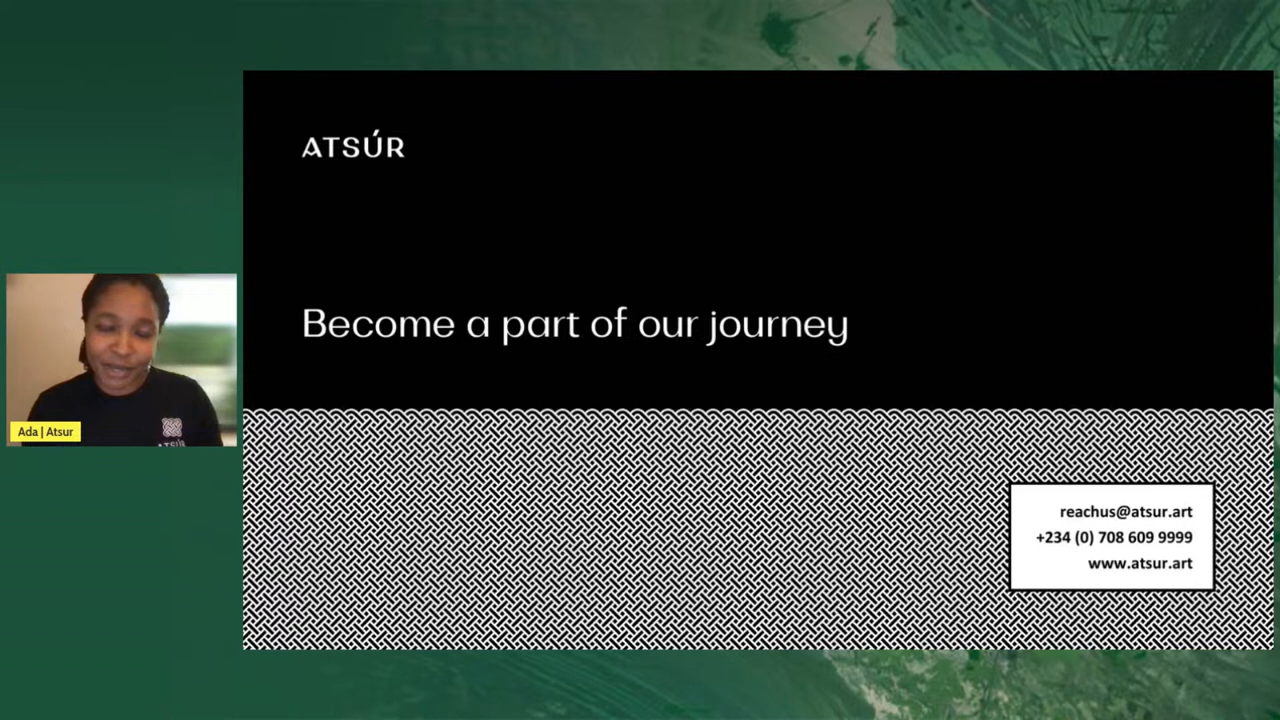 ATSÚR
Become a part of our journey
Ada | Atsur
ATSÚR
reachus@atsur.art
+234 (0) 708 609 9999
www.atsur.art